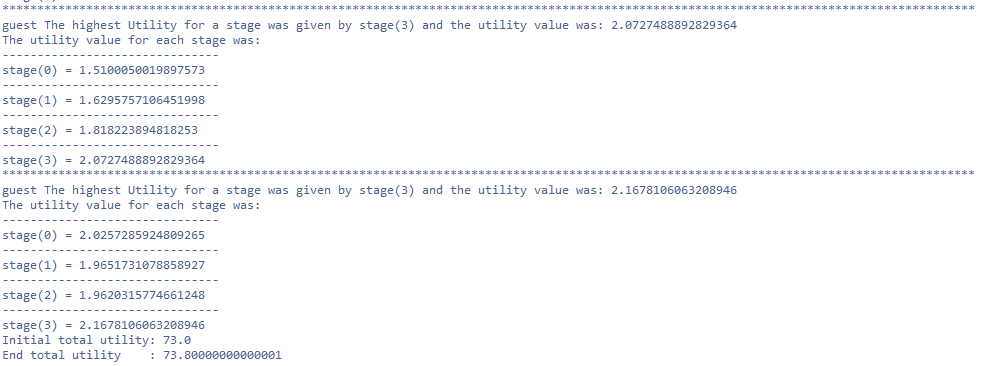 *******************************************************************************************************************************************
guest The highest Utility for a stage was given by stage(3) and the utility value was: 2.0727488892829364
The utility value for each stage was:
-------------------------------
stage(0) = 1.5100050019897573
-------------------------------
stage(1) = 1.6295757106451998
-------------------------------
stage(2) = 1.818223894818253
-------------------------------
stage(3) = 2.0727488892829364
*******************************************************************************************************************************************
guest The highest Utility for a stage was given by stage(3) and the utility value was: 2.1678106063208946
The utility value for each stage was:
-------------------------------
stage(0) = 2.0257285924809265
-------------------------------
stage(1) = 1.9651731078858927
-------------------------------
stage(2) = 1.9620315774661248
-------------------------------
stage(3) = 2.1678106063208946
Initial total utility: 73.0
End total utility    : 73.80000000000001